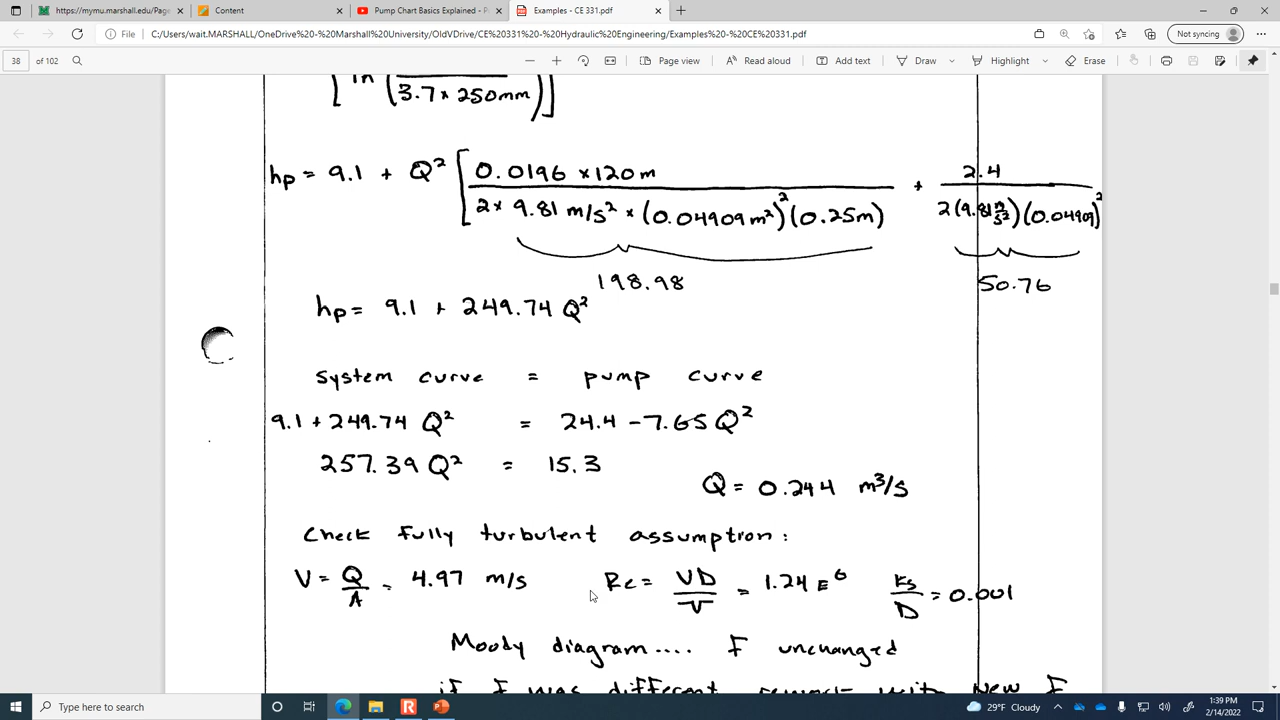 https://mymu.marshall.edu/Page
Content
Pump Chart Basics Explained - P
Examples - CE 331.pdf
File C:/Users/wait.MARSHALL/OneDrive%20-%20Marshall%20University/OldVDrive/CE%20331%20-%20Hydraulic%20Engineering/Examples%20-%20CE%20331.pdf
Not syncing
38 of 102
Page view
Read aloud
Add text
Draw
Highlight
Erase
[ln (3.7 × 250mm)]
hp = 9.1 + Q² [ 0.0196 × 120 m / 2 × 9.81 m/s² × (0.04909 m²)² (0.25m) + 2.4 / 2(9.81 m/s²)(0.04909)²
198.98 50.76
hp = 9.1 + 249.74 Q²
System curve = pump curve
9.1 + 249.74 Q² = 24.4 - 7.65 Q²
257.39 Q² = 15.3
Q = 0.244 m³/s
Check fully turbulent assumption:
V = Q/A = 4.97 m/s Re = VD/ν = 1.24 E6 ks/D = 0.001
Moody diagram .... f unchanged
if f was different rework with new f
Type here to search
29°F Cloudy
1:39 PM
2/14/2022